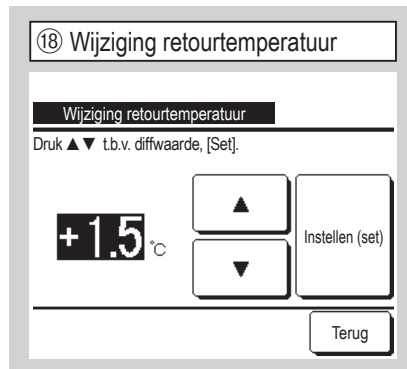 ⑱ Wijziging retourtemperatuur
Wijziging retourtemperatuur
Druk ▲▼ t.b.v. diffwaarde, [Set].
▲
+1.5 °C
Instellen (set)
▼
Terug